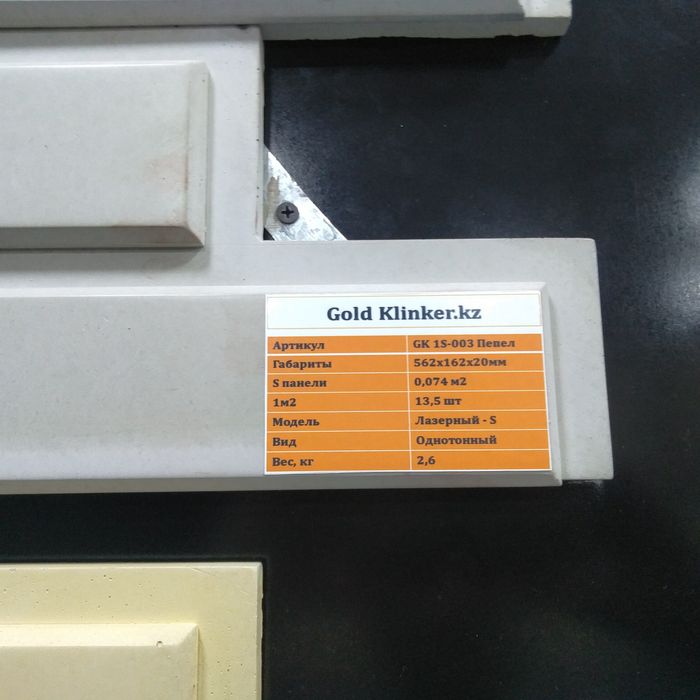 Gold Klinker.kz
Артикул GK 1S-003 Пепел
Габариты 562х162х20мм
S панели 0,074 м2
1м2 13,5 шт
Модель Лазерный - S
Вид Однотонный
Вес, кг 2,6